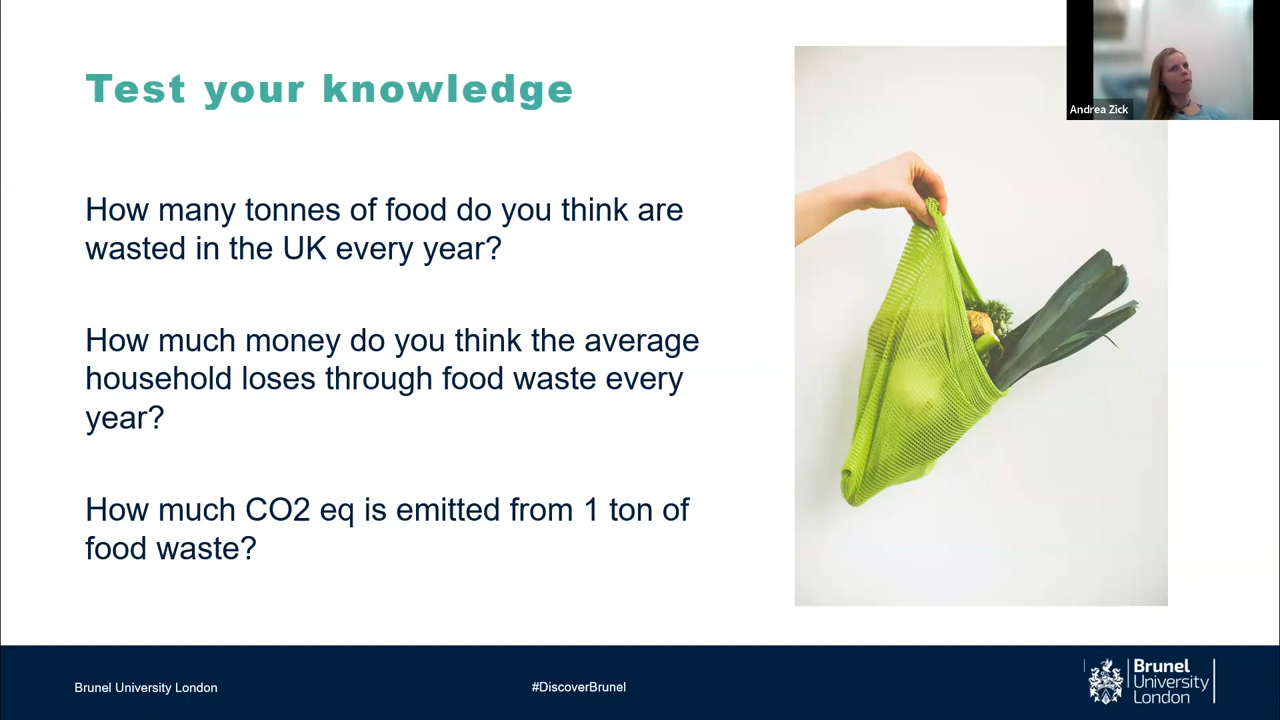 Test your knowledge
Andrea Zick
How many tonnes of food do you think are
wasted in the UK every year?
How much money do you think the average
household loses through food waste every
year?
How much CO2 eq is emitted from 1 ton of
food waste?
Brunel University London
#DiscoverBrunel
Brunel
University
London